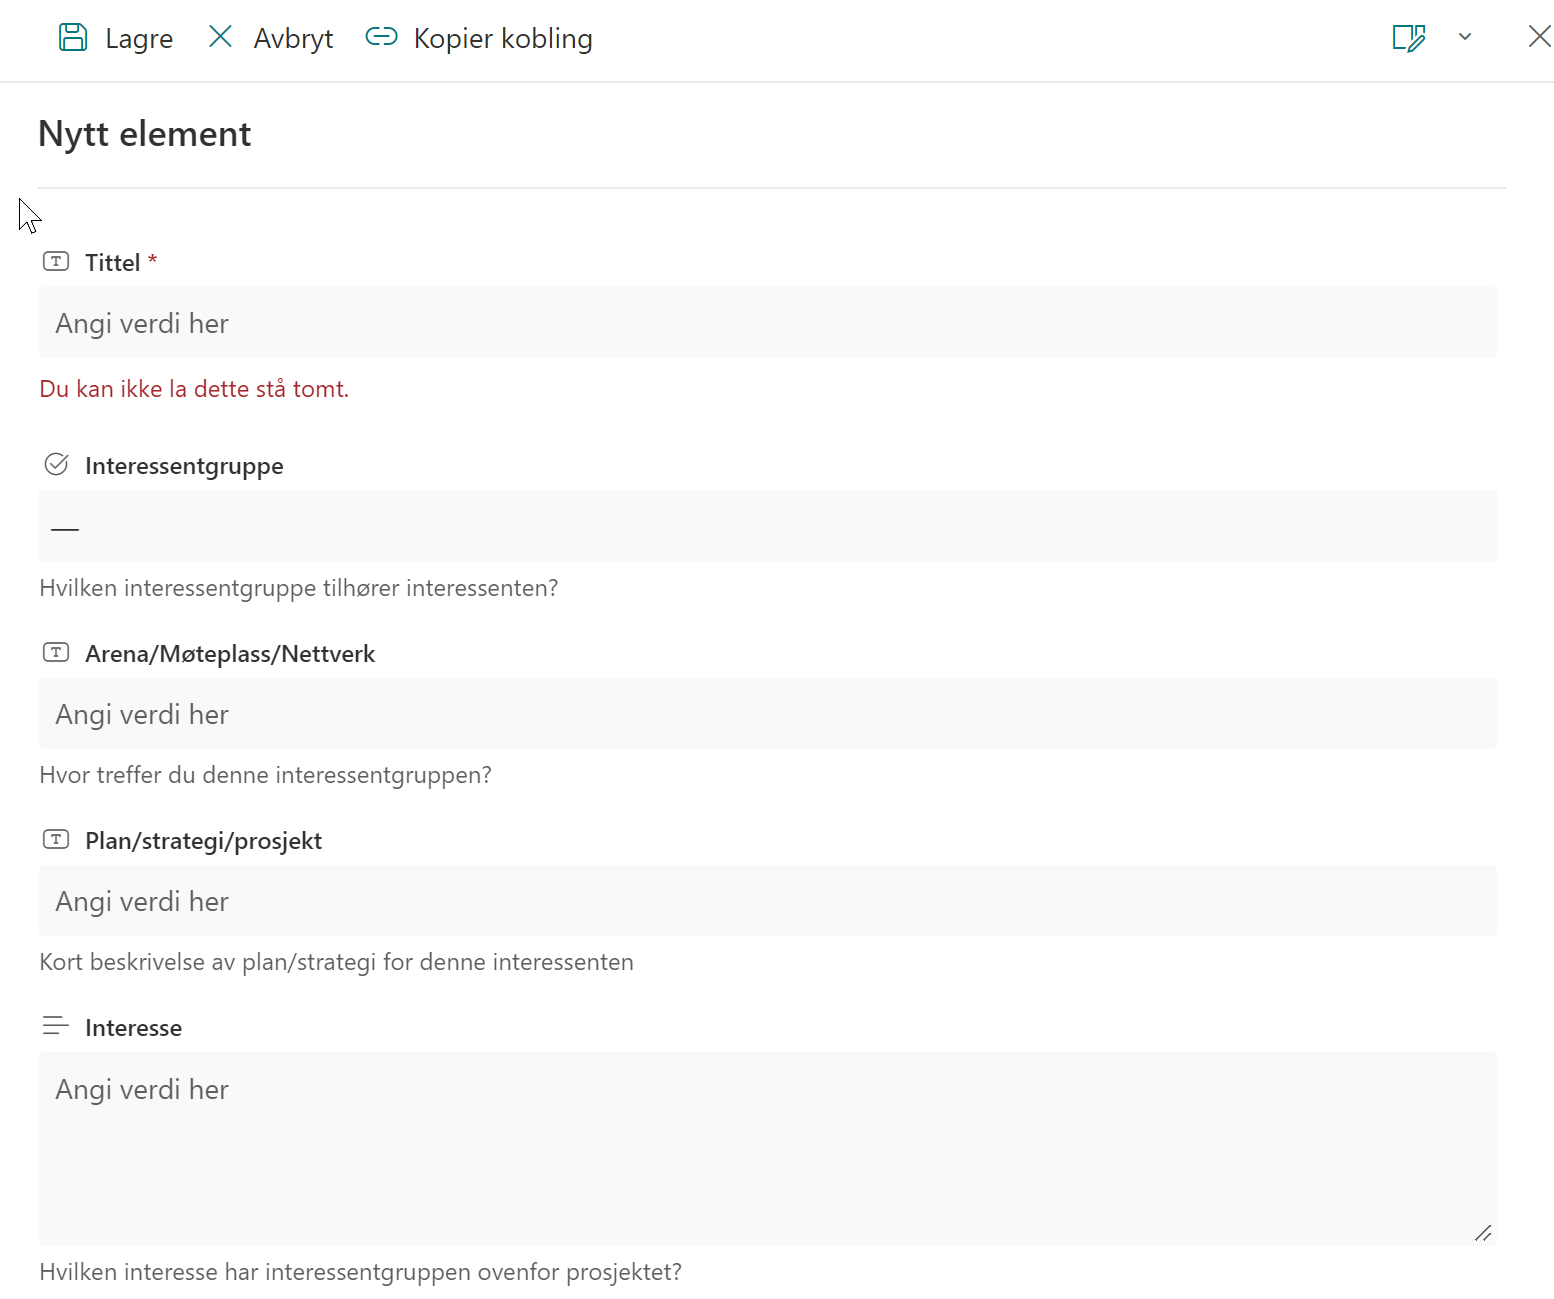 Lagre Avbryt Kopier kobling
Nytt element
Tittel *
Angi verdi her
Du kan ikke la dette stå tomt.
Interessentgruppe
—
Hvilken interessentgruppe tilhører interessenten?
Arena/Møteplass/Nettverk
Angi verdi her
Hvor treffer du denne interessentgruppen?
Plan/strategi/prosjekt
Angi verdi her
Kort beskrivelse av plan/strategi for denne interessenten
Interesse
Angi verdi her
Hvilken interesse har interessentgruppen ovenfor prosjektet?